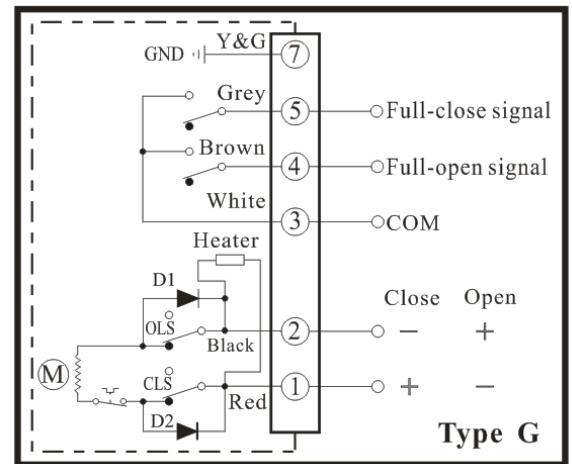 GND Y&G 7
Grey 5 Full-close signal
Brown 4 Full-open signal
White 3 COM
Heater
D1 Close Open
OLS Black 2 − +
M CLS Red 1 + −
D2
Type G